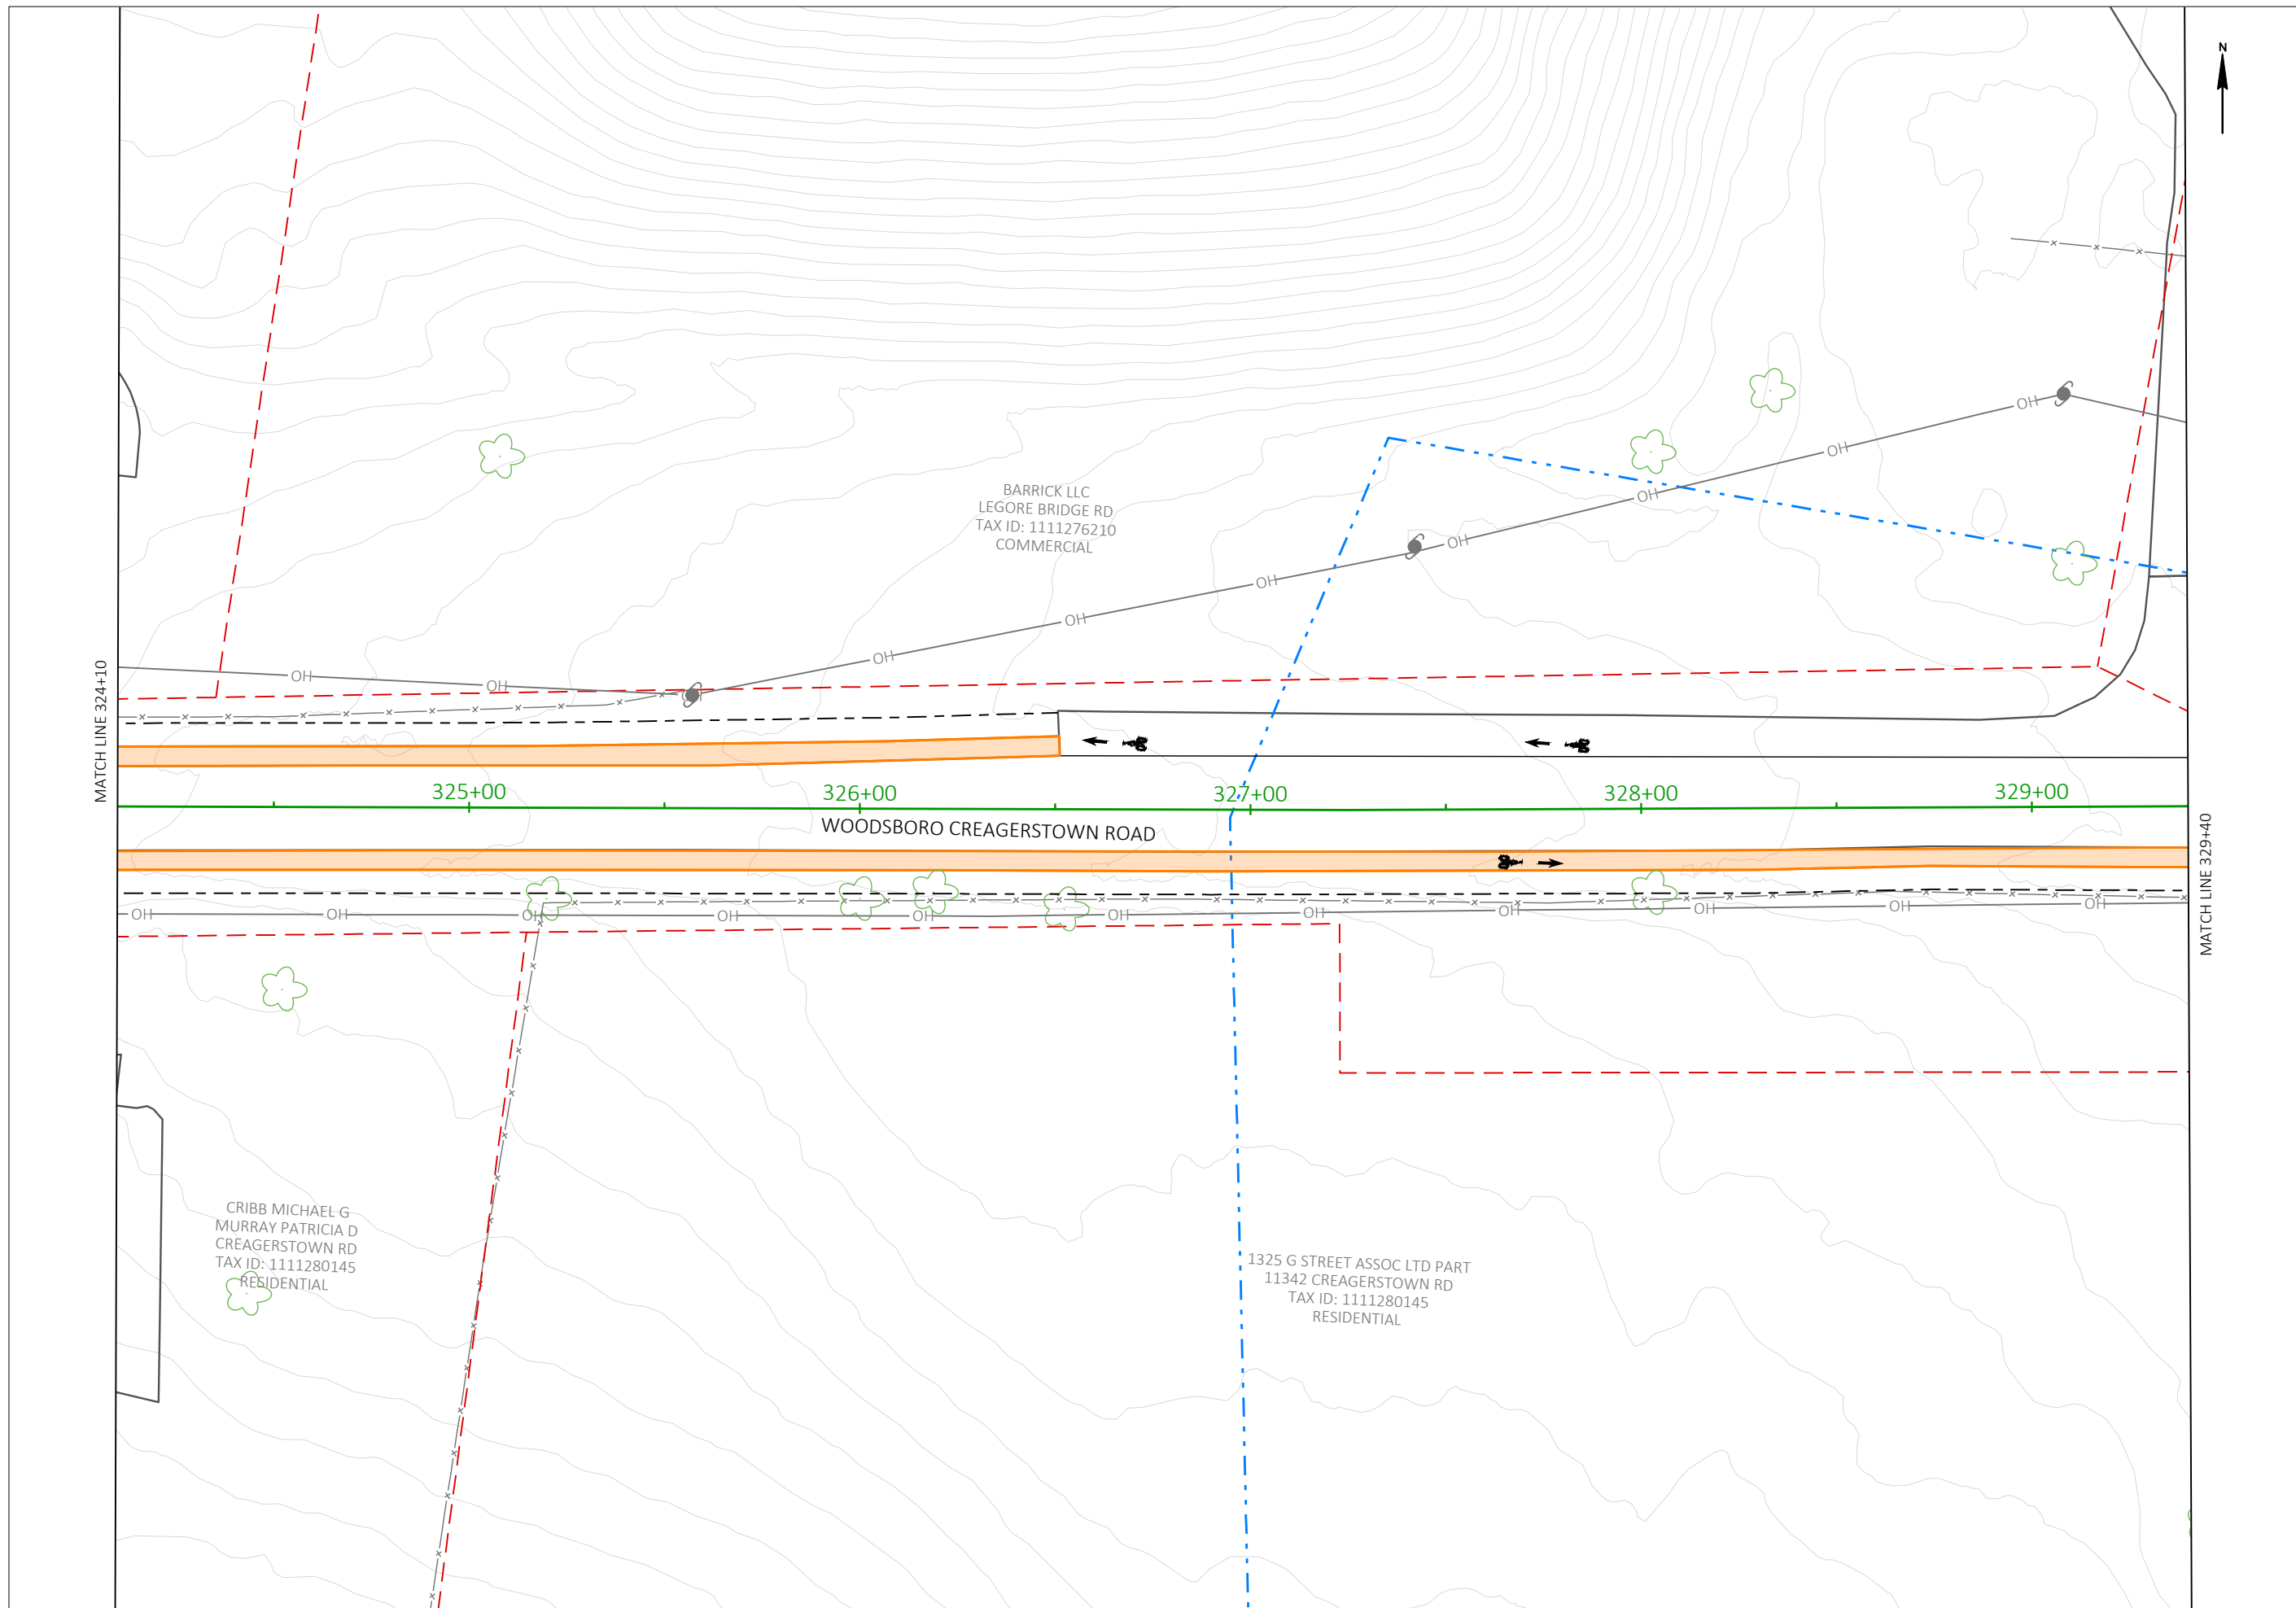 N
BARRICK LLC
LEGORE BRIDGE RD
TAX ID: 1111276210
COMMERCIAL
OH
OH
OH
OH
OH
OH
OH
OH
OH
OH
MATCH LINE 324+10
325+00
326+00
327+00
328+00
329+00
WOODSBORO CREAGERSTOWN ROAD
MATCH LINE 329+40
OH
OH
OH
OH
OH
OH
OH
OH
OH
OH
OH
CRIBB MICHAEL G
MURRAY PATRICIA D
CREAGERSTOWN RD
TAX ID: 1111280145
RESIDENTIAL
1325 G STREET ASSOC LTD PART
11342 CREAGERSTOWN RD
TAX ID: 1111280145
RESIDENTIAL